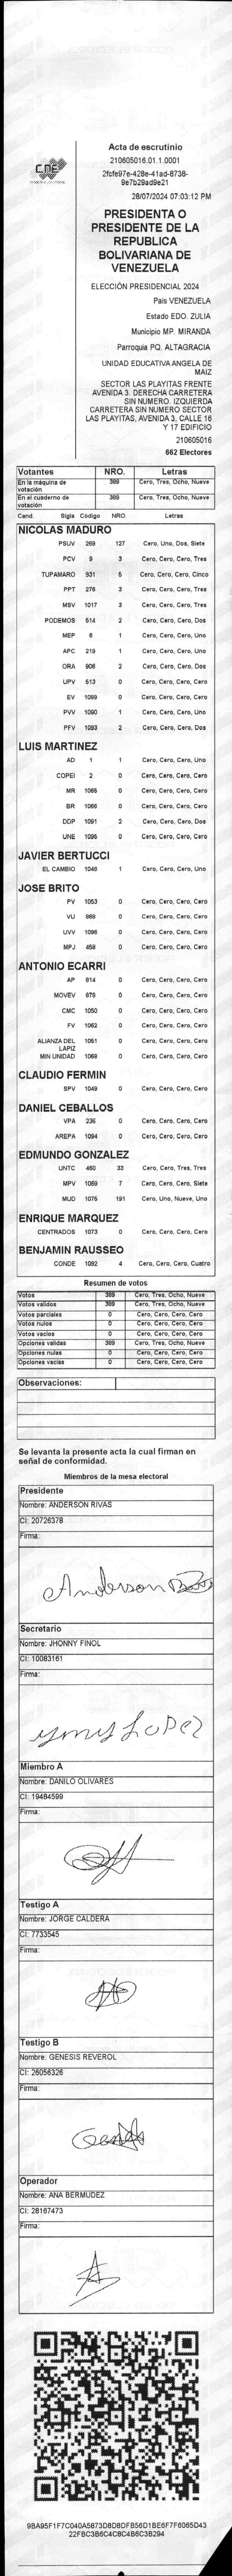 CNE
Acta de escrutinio
210605016.01.1.0001
2fcfe97e-428e-41ad-8738-
9e7b29ad9e21
28/07/2024 07:03:12 PM
PRESIDENTA O
PRESIDENTE DE LA
REPUBLICA
BOLIVARIANA DE
VENEZUELA
ELECCIÓN PRESIDENCIAL 2024
Pais VENEZUELA
Estado EDO. ZULIA
Municipio MP. MIRANDA
Parroquia PQ. ALTAGRACIA
UNIDAD EDUCATIVA ANGELA DE
MAIZ
SECTOR LAS PLAYITAS FRENTE
AVENIDA 3. DERECHA CARRETERA
SIN NUMERO. IZQUIERDA
CARRETERA SIN NUMERO SECTOR
LAS PLAYITAS, AVENIDA 3, CALLE 16
Y 17 EDIFICIO
210605016
662 Electores
Votantes NRO. Letras
En la máquina de votación 389 Cero, Tres, Ocho, Nueve
En el cuaderno de votación 389 Cero, Tres, Ocho, Nueve
Cand. Sigla Código NRO. Letras
NICOLAS MADURO
PSUV 269 127 Cero, Uno, Dos, Siete
PCV 9 3 Cero, Cero, Cero, Tres
TUPAMARO 931 5 Cero, Cero, Cero, Cinco
PPT 276 3 Cero, Cero, Cero, Tres
MSV 1017 3 Cero, Cero, Cero, Tres
PODEMOS 514 2 Cero, Cero, Cero, Dos
MEP 6 1 Cero, Cero, Cero, Uno
APC 219 1 Cero, Cero, Cero, Uno
ORA 906 2 Cero, Cero, Cero, Dos
UPV 513 0 Cero, Cero, Cero, Cero
EV 1089 0 Cero, Cero, Cero, Cero
PVV 1090 1 Cero, Cero, Cero, Uno
PFV 1093 2 Cero, Cero, Cero, Dos
LUIS MARTINEZ
AD 1 1 Cero, Cero, Cero, Uno
COPEI 2 0 Cero, Cero, Cero, Cero
MR 1065 0 Cero, Cero, Cero, Cero
BR 1066 0 Cero, Cero, Cero, Cero
DDP 1091 2 Cero, Cero, Cero, Dos
UNE 1095 0 Cero, Cero, Cero, Cero
JAVIER BERTUCCI
EL CAMBIO 1048 1 Cero, Cero, Cero, Uno
JOSE BRITO
PV 1053 0 Cero, Cero, Cero, Cero
VU 866 0 Cero, Cero, Cero, Cero
UVV 1096 0 Cero, Cero, Cero, Cero
MPJ 458 0 Cero, Cero, Cero, Cero
ANTONIO ECARRI
AP 814 0 Cero, Cero, Cero, Cero
MOVEV 878 0 Cero, Cero, Cero, Cero
CMC 1050 0 Cero, Cero, Cero, Cero
FV 1062 0 Cero, Cero, Cero, Cero
ALIANZA DEL LAPIZ 1051 0 Cero, Cero, Cero, Cero
MIN UNIDAD 1068 0 Cero, Cero, Cero, Cero
CLAUDIO FERMIN
SPV 1049 0 Cero, Cero, Cero, Cero
DANIEL CEBALLOS
VPA 236 0 Cero, Cero, Cero, Cero
AREPA 1094 0 Cero, Cero, Cero, Cero
EDMUNDO GONZALEZ
UNTC 460 33 Cero, Cero, Tres, Tres
MPV 1069 7 Cero, Cero, Cero, Siete
MUD 1076 191 Cero, Uno, Nueve, Uno
ENRIQUE MARQUEZ
CENTRADOS 1073 0 Cero, Cero, Cero, Cero
BENJAMIN RAUSSEO
CONDE 1092 4 Cero, Cero, Cero, Cuatro
Resumen de votos
Votos 389 Cero, Tres, Ocho, Nueve
Votos validos 389 Cero, Tres, Ocho, Nueve
Votos parciales 0 Cero, Cero, Cero, Cero
Votos nulos 0 Cero, Cero, Cero, Cero
Votos vacios 0 Cero, Cero, Cero, Cero
Opciones validas 389 Cero, Tres, Ocho, Nueve
Opciones nulas 0 Cero, Cero, Cero, Cero
Opciones vacias 0 Cero, Cero, Cero, Cero
Observaciones:
Se levanta la presente acta la cual firman en
señal de conformidad.
Miembros de la mesa electoral
Presidente
Nombre: ANDERSON RIVAS
CI: 20726378
Firma:
Anderson
Secretario
Nombre: JHONNY FINOL
CI: 10083161
Firma:
Miembro A
Nombre: DANILO OLIVARES
CI: 19484599
Firma:
Testigo A
Nombre: JORGE CALDERA
CI: 7733545
Firma:
Testigo B
Nombre: GENESIS REVEROL
CI: 26056326
Firma:
Operador
Nombre: ANA BERMUDEZ
CI: 28167473
Firma:
9BA95F1F7C040A5873D8D8DFB56D1BE6F7F6065D43
22FBC3B6C4C8C4B6C3B294